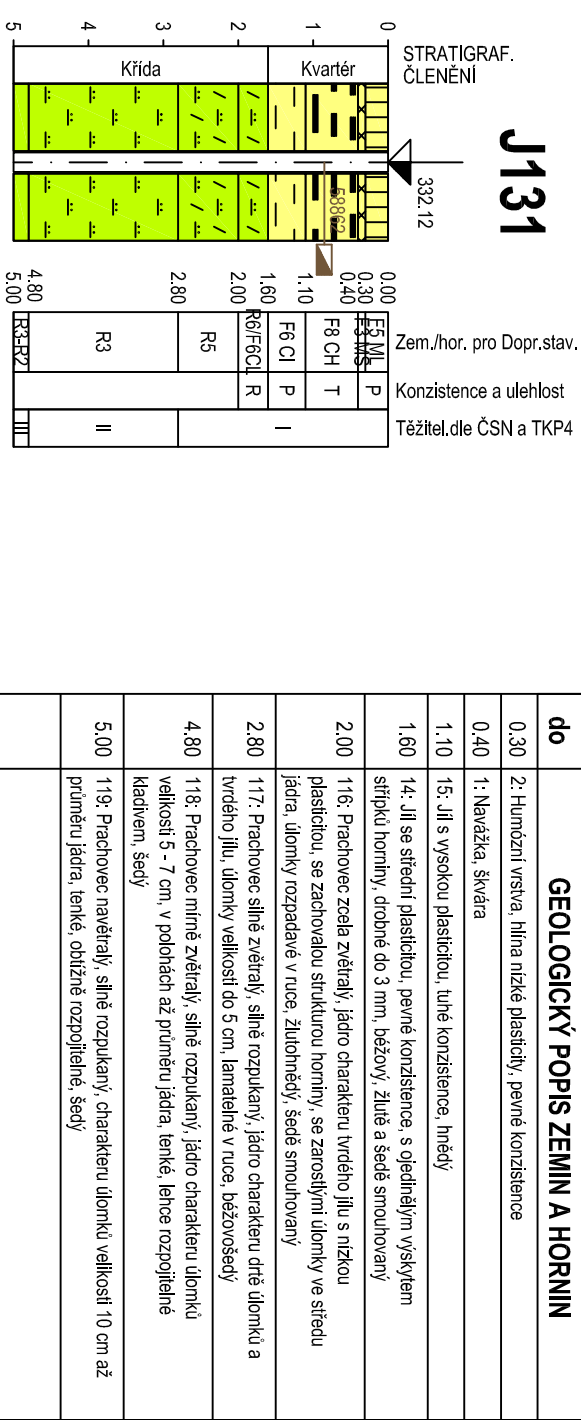 J131
STRATIGRAF.
ČLENĚNÍ
332.12
Zem./hor. pro Dopr.stav.
Konzistence a ulehlost
Těžitel.dle ČSN a TKP4
0
1
2
3
4
5
Kvartér
Křída
58862
0.00
0.30
0.40
1.10
1.60
2.00
2.80
4.80
5.00
F5 ML
F3 MS
F8 CH
F6 CI
R6/F6CL
R5
R3
R3-R2
P
T
P
R
I
II
III
do GEOLOGICKÝ POPIS ZEMIN A HORNIN
0.30 2: Humózní vrstva, hlína nízké plasticity, pevné konzistence
0.40 1: Navážka, škvára
1.10 15: Jíl s vysokou plasticitou, tuhé konzistence, hnědý
1.60 14: Jíl se střední plasticitou, pevné konzistence, s ojedinělým výskytem
střípků horniny, drobné do 3 mm, béžový, žlutě a šedě smouhovaný
2.00 116: Prachovec zcela zvětralý, jádro charakteru tvrdého jílu s nízkou
plasticitou, se zachovalou strukturou horniny, se zarostlými úlomky ve středu
jádra, úlomky rozpadavé v ruce, žlutohnědý, šedě smouhovaný
2.80 117: Prachovec silně zvětralý, silně rozpukaný, jádro charakteru drtě úlomků a
tvrdého jílu, úlomky velikosti do 5 cm, lamatelné v ruce, béžovošedý
4.80 118: Prachovec mírně zvětralý, silně rozpukaný, jádro charakteru úlomků
velikosti 5 - 7 cm, v polohách až průměru jádra, tenké, lehce rozpojitelné
kladivem, šedý
5.00 119: Prachovec navětralý, silně rozpukaný, charakteru úlomků velikosti 10 cm až
průměru jádra, tenké, obtížně rozpojitelné, šedý